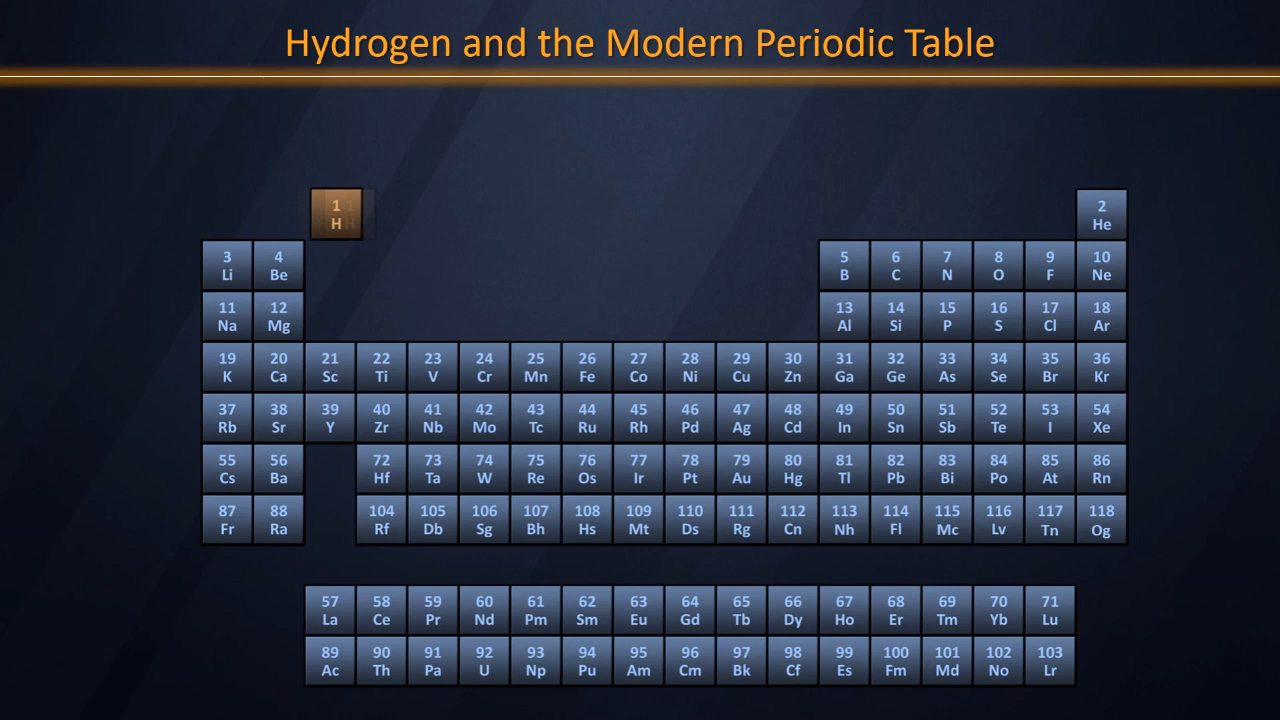 Hydrogen and the Modern Periodic Table
1 2
H He
3 4 5 6 7 8 9 10
Li Be B C N O F Ne
11 12 13 14 15 16 17 18
Na Mg Al Si P S Cl Ar
19 20 21 22 23 24 25 26 27 28 29 30 31 32 33 34 35 36
K Ca Sc Ti V Cr Mn Fe Co Ni Cu Zn Ga Ge As Se Br Kr
37 38 39 40 41 42 43 44 45 46 47 48 49 50 51 52 53 54
Rb Sr Y Zr Nb Mo Tc Ru Rh Pd Ag Cd In Sn Sb Te I Xe
55 56 72 73 74 75 76 77 78 79 80 81 82 83 84 85 86
Cs Ba Hf Ta W Re Os Ir Pt Au Hg Tl Pb Bi Po At Rn
87 88 104 105 106 107 108 109 110 111 112 113 114 115 116 117 118
Fr Ra Rf Db Sg Bh Hs Mt Ds Rg Cn Nh Fl Mc Lv Tn Og
57 58 59 60 61 62 63 64 65 66 67 68 69 70 71
La Ce Pr Nd Pm Sm Eu Gd Tb Dy Ho Er Tm Yb Lu
89 90 91 92 93 94 95 96 97 98 99 100 101 102 103
Ac Th Pa U Np Pu Am Cm Bk Cf Es Fm Md No Lr